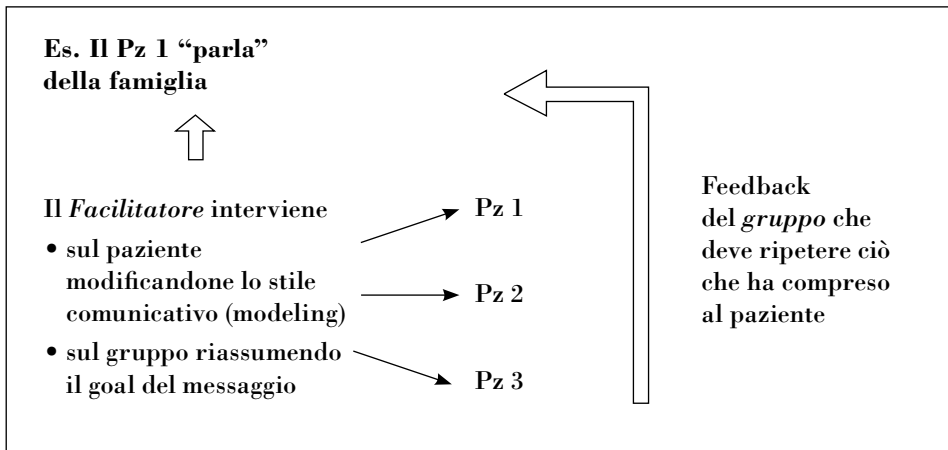 Es. Il Pz 1 “parla”
della famiglia
Il Facilitatore interviene
• sul paziente
modificandone lo stile
comunicativo (modeling)
• sul gruppo riassumendo
il goal del messaggio
Pz 1
Pz 2
Pz 3
Feedback
del gruppo che
deve ripetere ciò
che ha compreso
al paziente